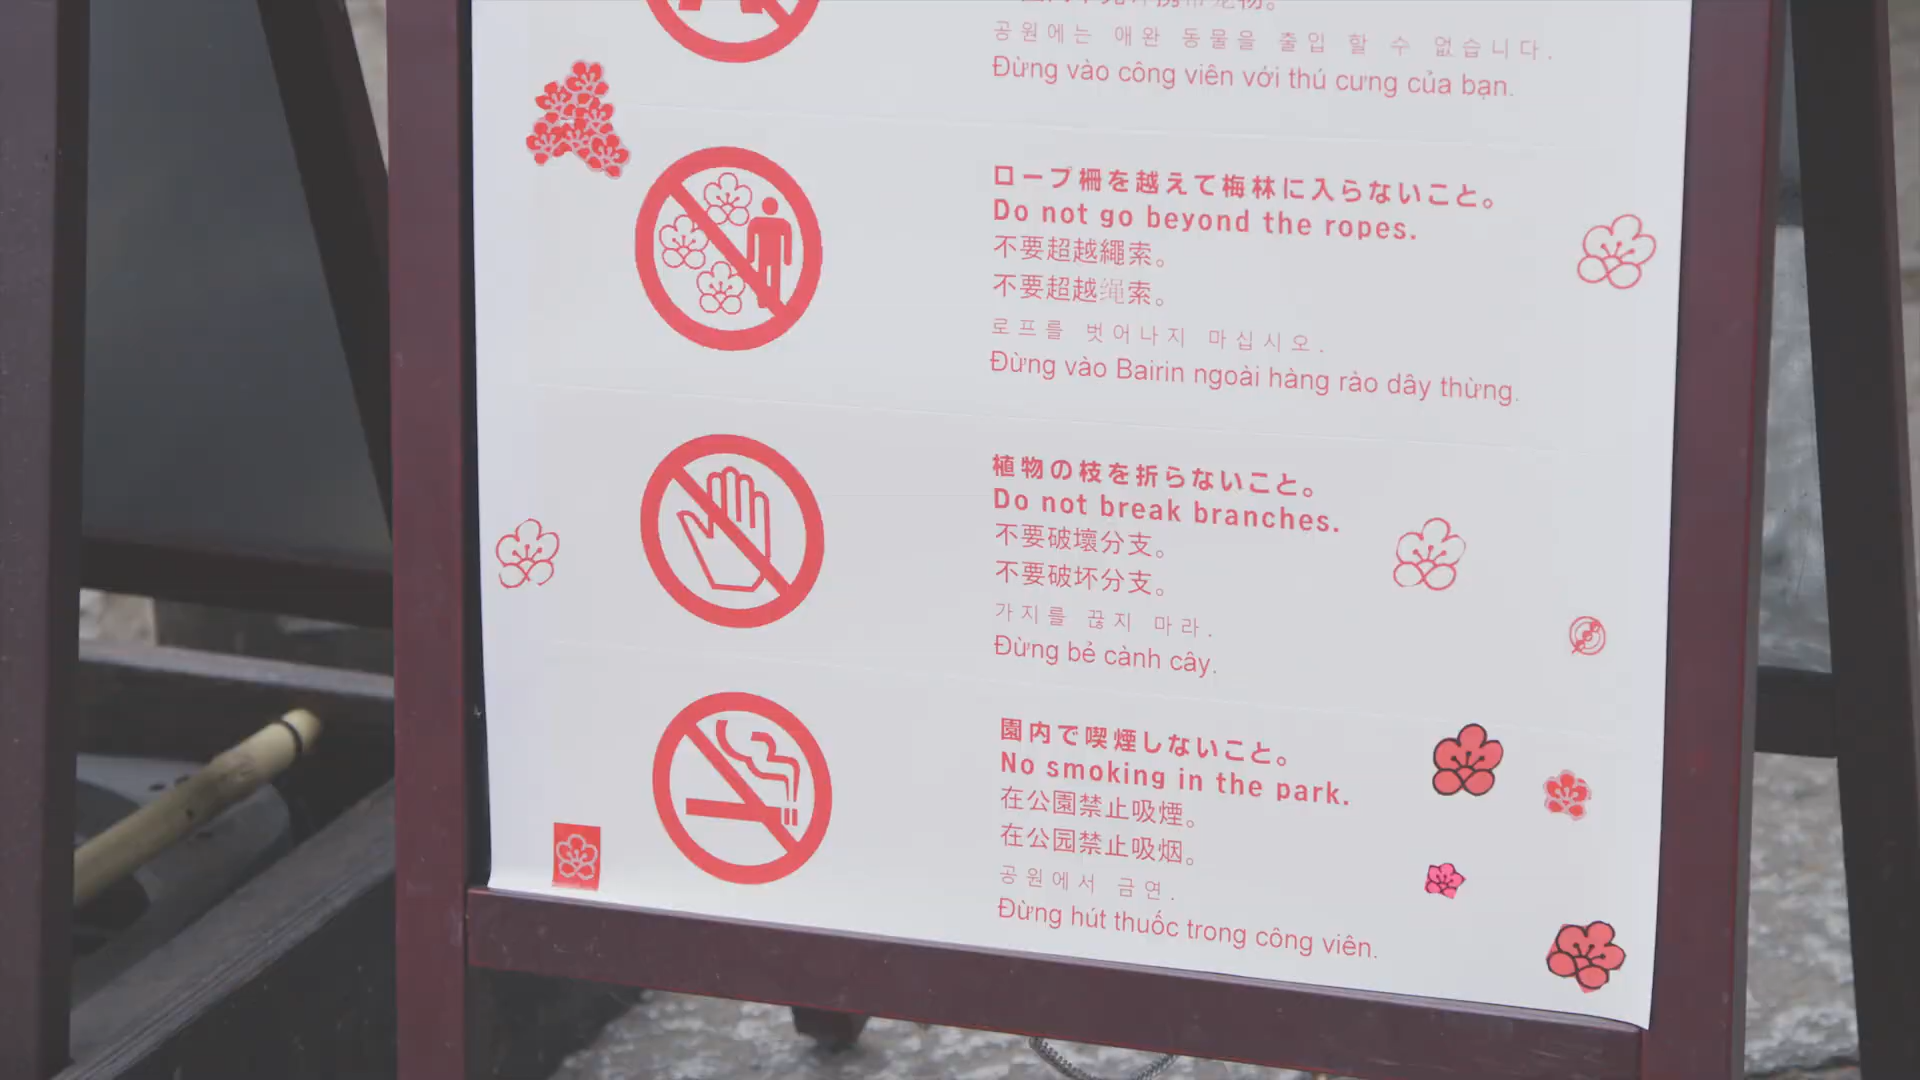 공원에는 애완 동물을 출입 할 수 없습니다.
Đừng vào công viên với thú cưng của bạn.
ロープ柵を越えて梅林に入らないこと。
Do not go beyond the ropes.
不要超越繩索。
不要超越绳索。
로프를 벗어나지 마십시오.
Đừng vào Bairin ngoài hàng rào dây thừng.
植物の枝を折らないこと。
Do not break branches.
不要破壞分支。
不要破坏分支。
가지를 끊지 마라.
Đừng bẻ cành cây.
園内で喫煙しないこと。
No smoking in the park.
在公園禁止吸煙。
在公园禁止吸烟。
공원에서 금연.
Đừng hút thuốc trong công viên.